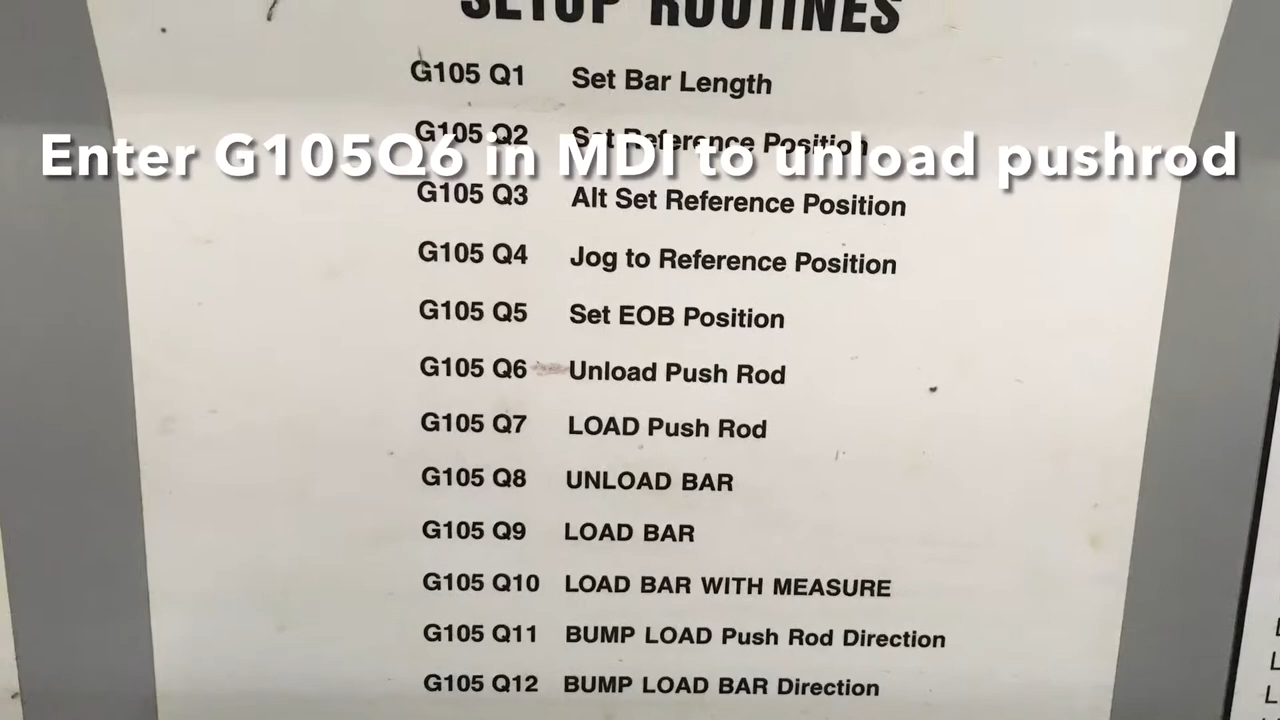 SETUP ROUTINES
G105 Q1 Set Bar Length
G105 Q2 Set Reference Position
Enter G105Q6 in MDI to unload pushrod
G105 Q3 Alt Set Reference Position
G105 Q4 Jog to Reference Position
G105 Q5 Set EOB Position
G105 Q6 Unload Push Rod
G105 Q7 LOAD Push Rod
G105 Q8 UNLOAD BAR
G105 Q9 LOAD BAR
G105 Q10 LOAD BAR WITH MEASURE
G105 Q11 BUMP LOAD Push Rod Direction
G105 Q12 BUMP LOAD BAR Direction